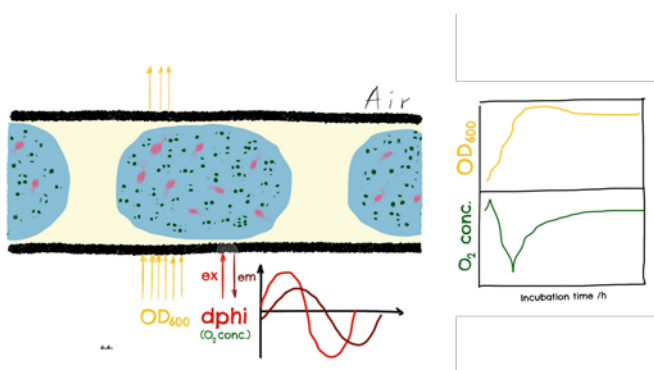 Air
ex
em
OD600
dphi
(O2 conc.)
OD600
O2 conc.
Incubation time /h